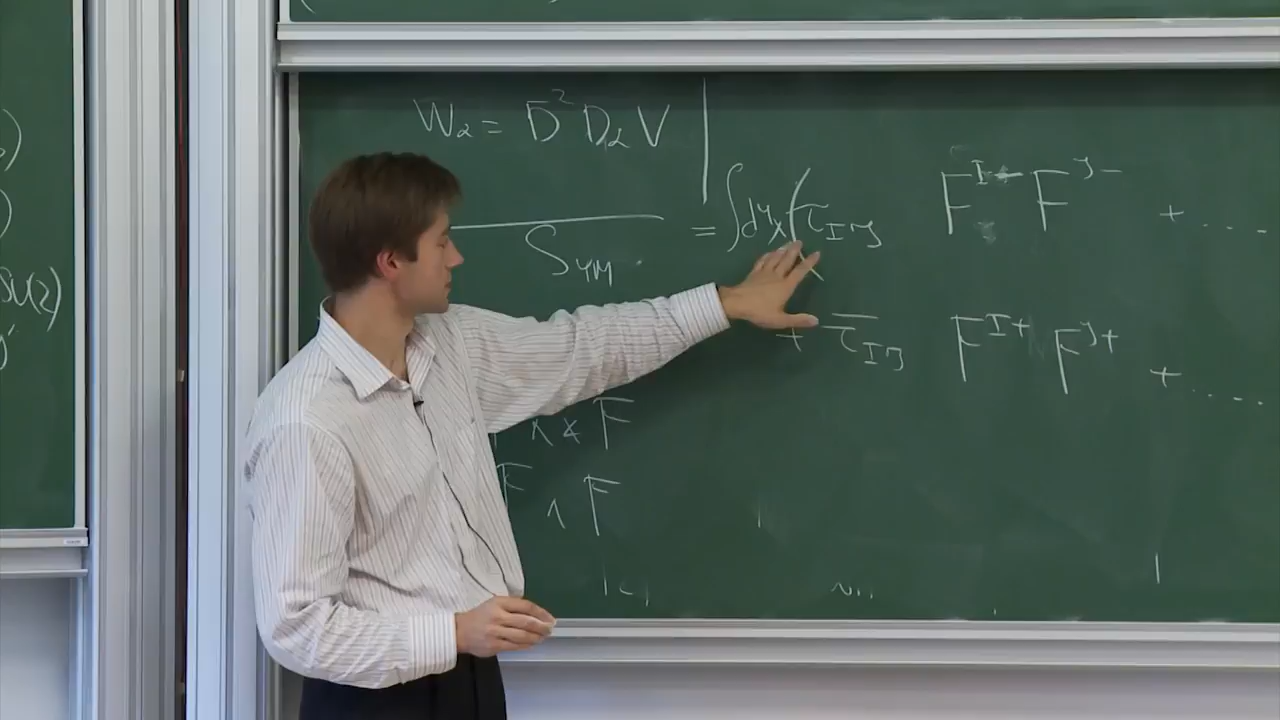 W₂ = D̄² D₂ V
S_YM = ∫d⁴x ( τ_IJ F^I- F^J- + ....
+ τ̄_IJ F^I+ F^J+ + ....
∧ * F
F ∧ F
SU(2)